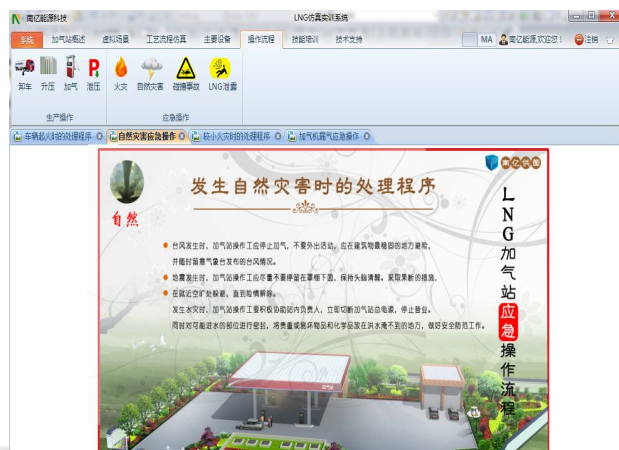 南亿能源科技
LNG仿真实训系统
系统 加气站概述 虚拟场景 工艺流程仿真 主要设备 操作流程 技能培训 技术支持
MA 南亿能源,欢迎您! 注销
卸车 升压 加气 泄压 火灾 自然灾害 碰撞事故 LNG泄露
生产操作 应急操作
车辆起火时的处理程序 自然灾害应急操作 较小火灾时的处理程序 加气机漏气应急操作
发生自然灾害时的处理程序
自然
台风发生时,加气站操作工应停止加气,不要外出活动。应在建筑物最稳固的地方避险,
并随时留意气象台发布的台风情况。
地震发生时,加气站操作工应尽量不要停留在罩棚下面、保持头脑清醒。采取果断的措施,
在就近空旷处躲避,直到险情解除。
发生水灾时,加气站操作工要积极协助站内负责人,立即切断加气站总电源,停止营业。
同时对可能进水的部位进行密封,将贵重或易坏物品和化学品放在洪水淹不到的地方,做好安全防范工作。
LNG加气站应急操作流程